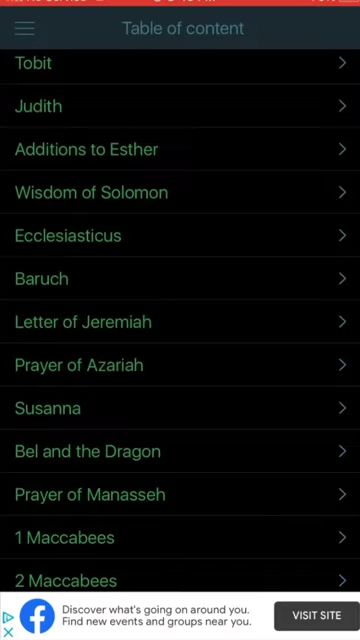 Table of content
Tobit
Judith
Additions to Esther
Wisdom of Solomon
Ecclesiasticus
Baruch
Letter of Jeremiah
Prayer of Azariah
Susanna
Bel and the Dragon
Prayer of Manasseh
1 Maccabees
2 Maccabees
Discover what's going on around you.
Find new events and groups near you.
VISIT SITE